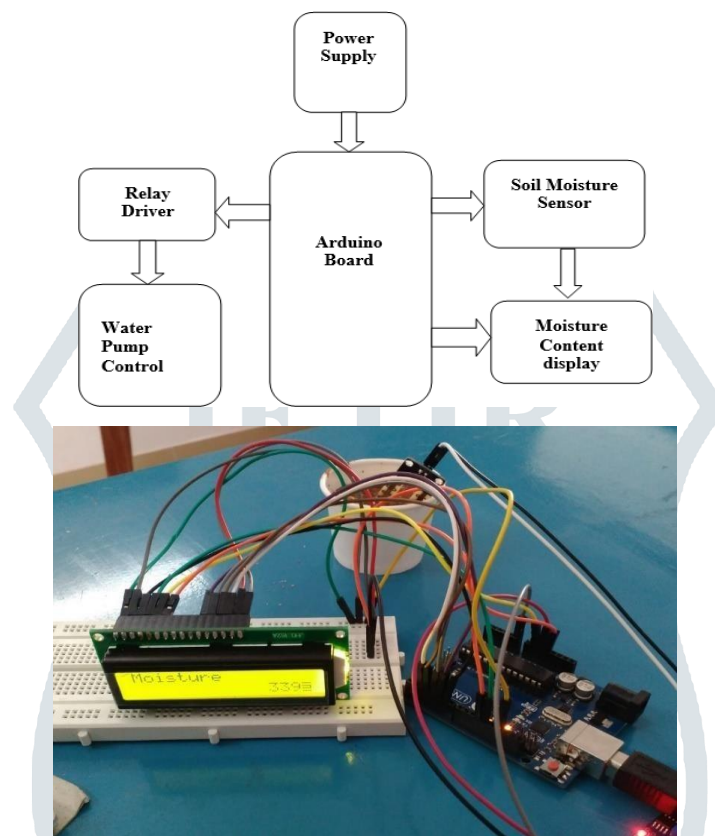 Power
Supply
Relay
Driver
Arduino
Board
Soil Moisture
Sensor
Water
Pump
Control
Moisture
Content
display
Moisture
339